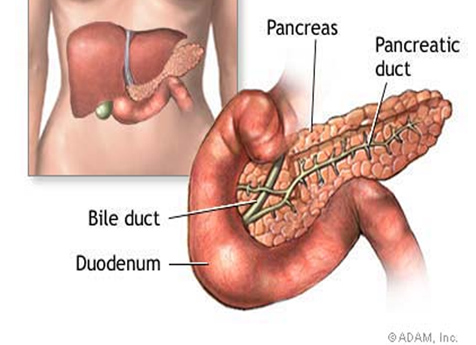 Pancreas
Pancreatic
duct
Bile duct
Duodenum
©ADAM, Inc.